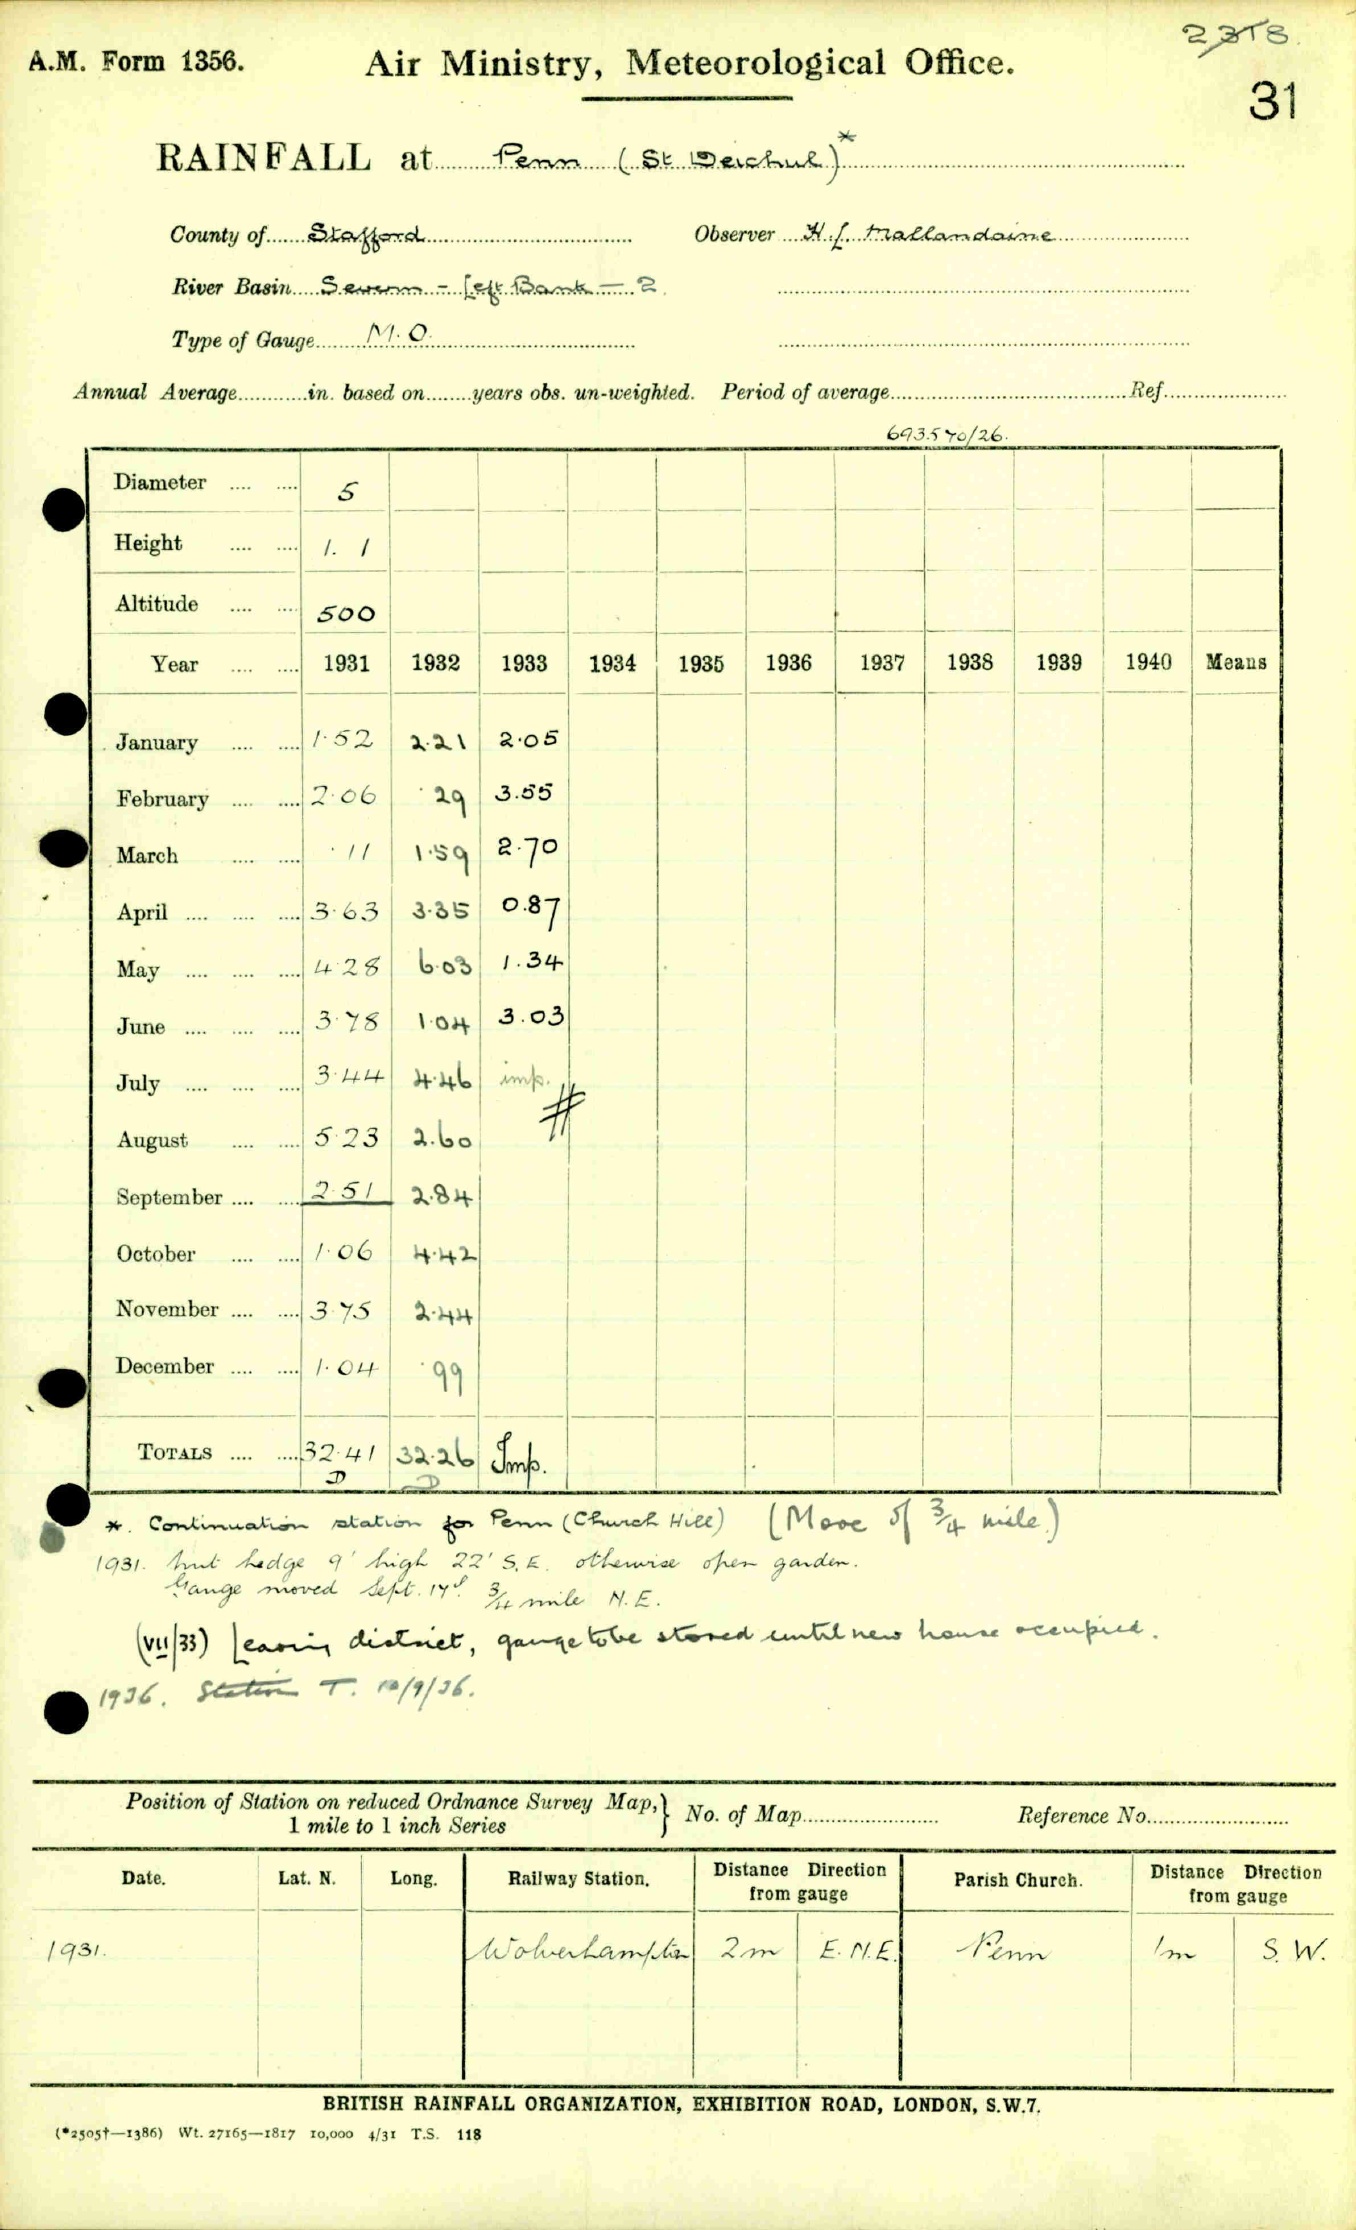 A.M. Form 1356.
Air Ministry, Meteorological Office.
31
RAINFALL at Penn (St Deichul)*
County of Stafford Observer H. L. Mallandaine
River Basin Severn - Left Bank - 2
Type of Gauge M.O.
Annual Average in. based on years obs. un-weighted. Period of average Ref.
693.570/26.
Diameter 5
Height 1. 1
Altitude 500
Year 1931 1932 1933 1934 1935 1936 1937 1938 1939 1940 Means
January 1.52 2.21 2.05
February 2.06 .29 3.55
March .11 1.59 2.70
April 3.63 3.35 0.87
May 4.28 6.03 1.34
June 3.78 1.04 3.03
July 3.44 4.46 imp.
#
August 5.23 2.60
September 2.51 2.84
October 1.06 4.42
November 3.75 2.44
December 1.04 .99
TOTALS 32.41 32.26 Imp.
D D
*. Continuation station for Penn (Church Hill) (Move of 3/4 mile)
1931. hut hedge 9' high 22' S.E. otherwise open garden.
Gauge moved Sept. 17th 3/4 mile N.E.
(VII/33) Leaving district, gauge to be stored until new house occupied.
1936. Station T. 10/9/36.
Position of Station on reduced Ordnance Survey Map, } No. of Map Reference No.
1 mile to 1 inch Series
Date. Lat. N. Long. Railway Station. Distance Direction from gauge Parish Church. Distance Direction from gauge
1931. Wolverhampton 2m E.N.E. Penn 1m S.W.
BRITISH RAINFALL ORGANIZATION, EXHIBITION ROAD, LONDON, S.W.7.
(*2505†—1386) Wt. 27165—1817 10,000 4/31 T.S. 118